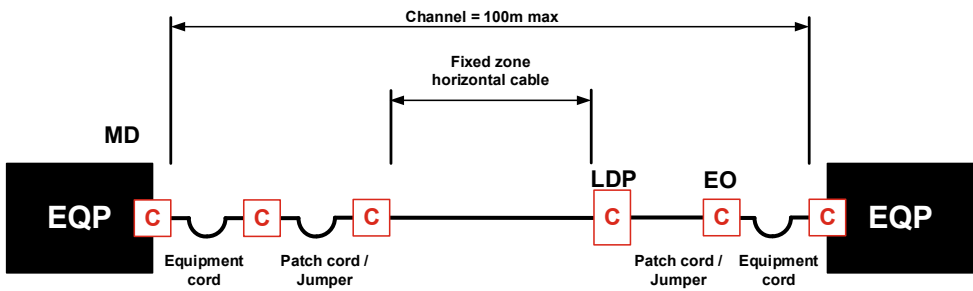 Channel = 100m max
Fixed zone
horizontal cable
MD
LDP
EO
EQP
C
C
C
C
C
C
EQP
Equipment
cord
Patch cord /
Jumper
Patch cord /
Jumper
Equipment
cord